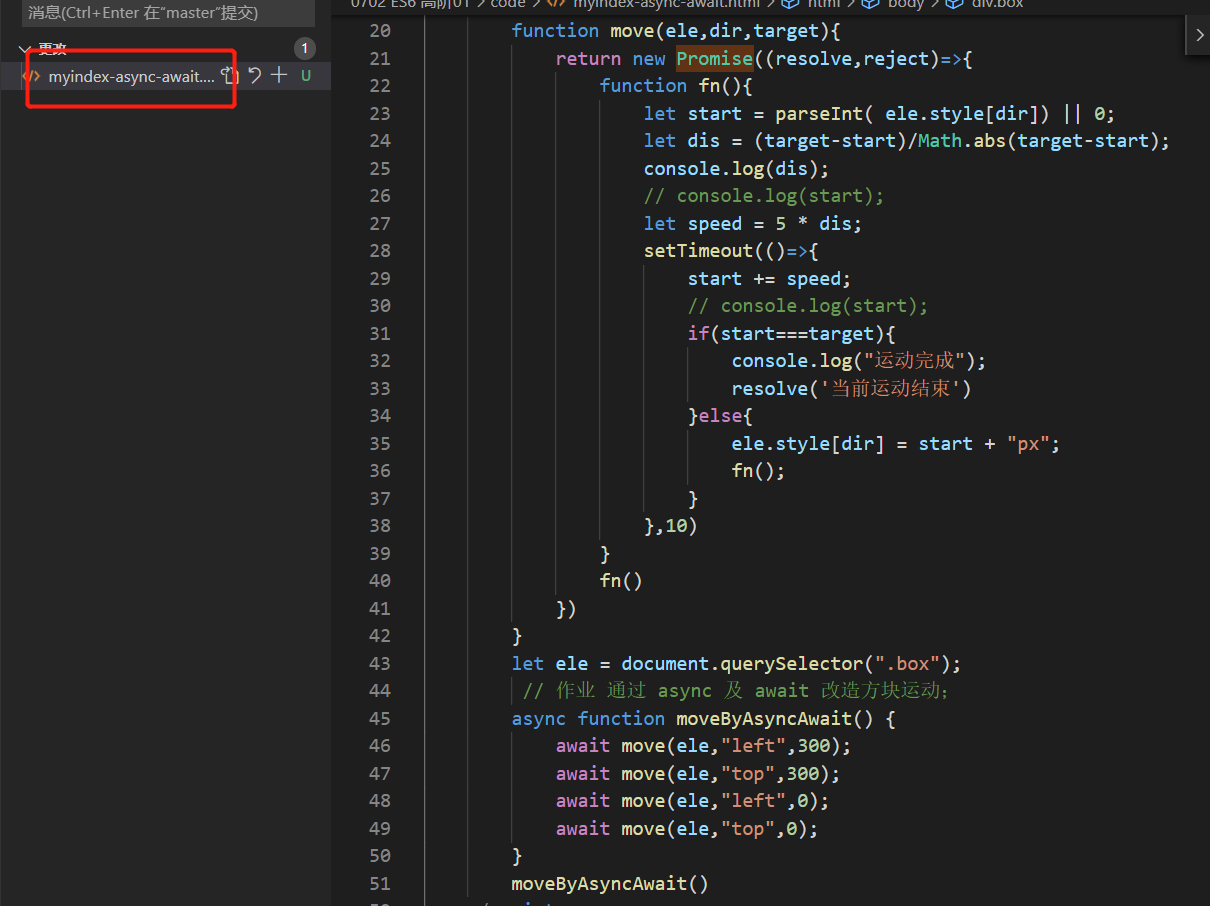 消息(Ctrl+Enter 在“master”提交)
0702 ES6 高阶01 > code > myindex-async-await.html > html > body > div.box
更改 1
myindex-async-await.... U
20 function move(ele,dir,target){
21 return new Promise((resolve,reject)=>{
22 function fn(){
23 let start = parseInt( ele.style[dir]) || 0;
24 let dis = (target-start)/Math.abs(target-start);
25 console.log(dis);
26 // console.log(start);
27 let speed = 5 * dis;
28 setTimeout(()=>{
29 start += speed;
30 // console.log(start);
31 if(start===target){
32 console.log("运动完成");
33 resolve('当前运动结束')
34 }else{
35 ele.style[dir] = start + "px";
36 fn();
37 }
38 },10)
39 }
40 fn()
41 })
42 }
43 let ele = document.querySelector(".box");
44 // 作业 通过 async 及 await 改造方块运动;
45 async function moveByAsyncAwait() {
46 await move(ele,"left",300);
47 await move(ele,"top",300);
48 await move(ele,"left",0);
49 await move(ele,"top",0);
50 }
51 moveByAsyncAwait()